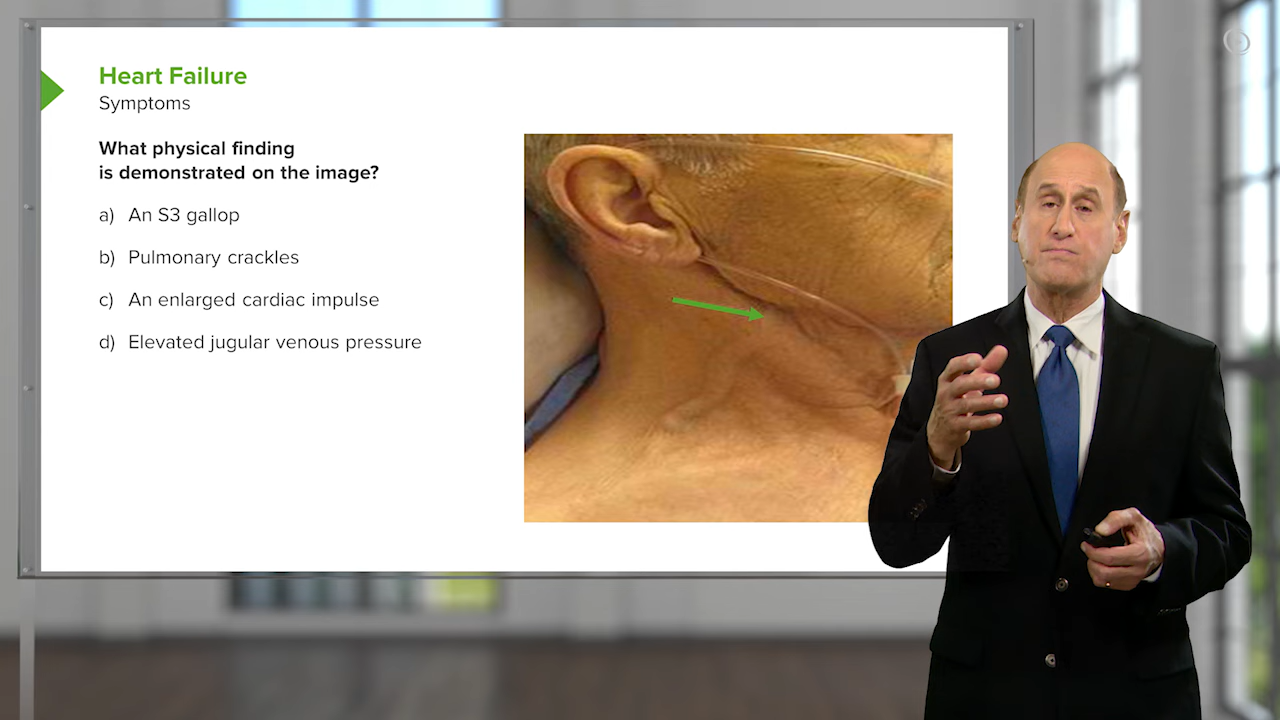 Heart Failure
Symptoms
What physical finding
is demonstrated on the image?
a) An S3 gallop
b) Pulmonary crackles
c) An enlarged cardiac impulse
d) Elevated jugular venous pressure